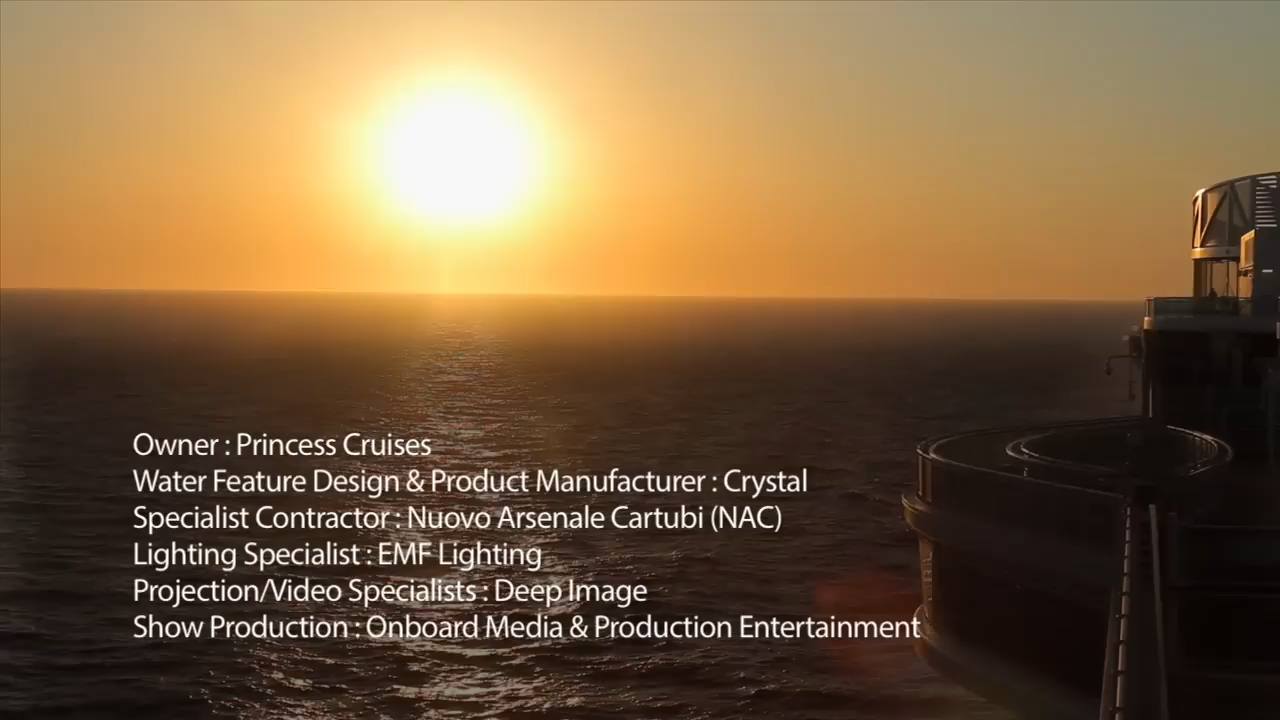 Owner : Princess Cruises
Water Feature Design & Product Manufacturer : Crystal
Specialist Contractor : Nuovo Arsenale Cartubi (NAC)
Lighting Specialist : EMF Lighting
Projection/Video Specialists : Deep Image
Show Production : Onboard Media & Production Entertainment